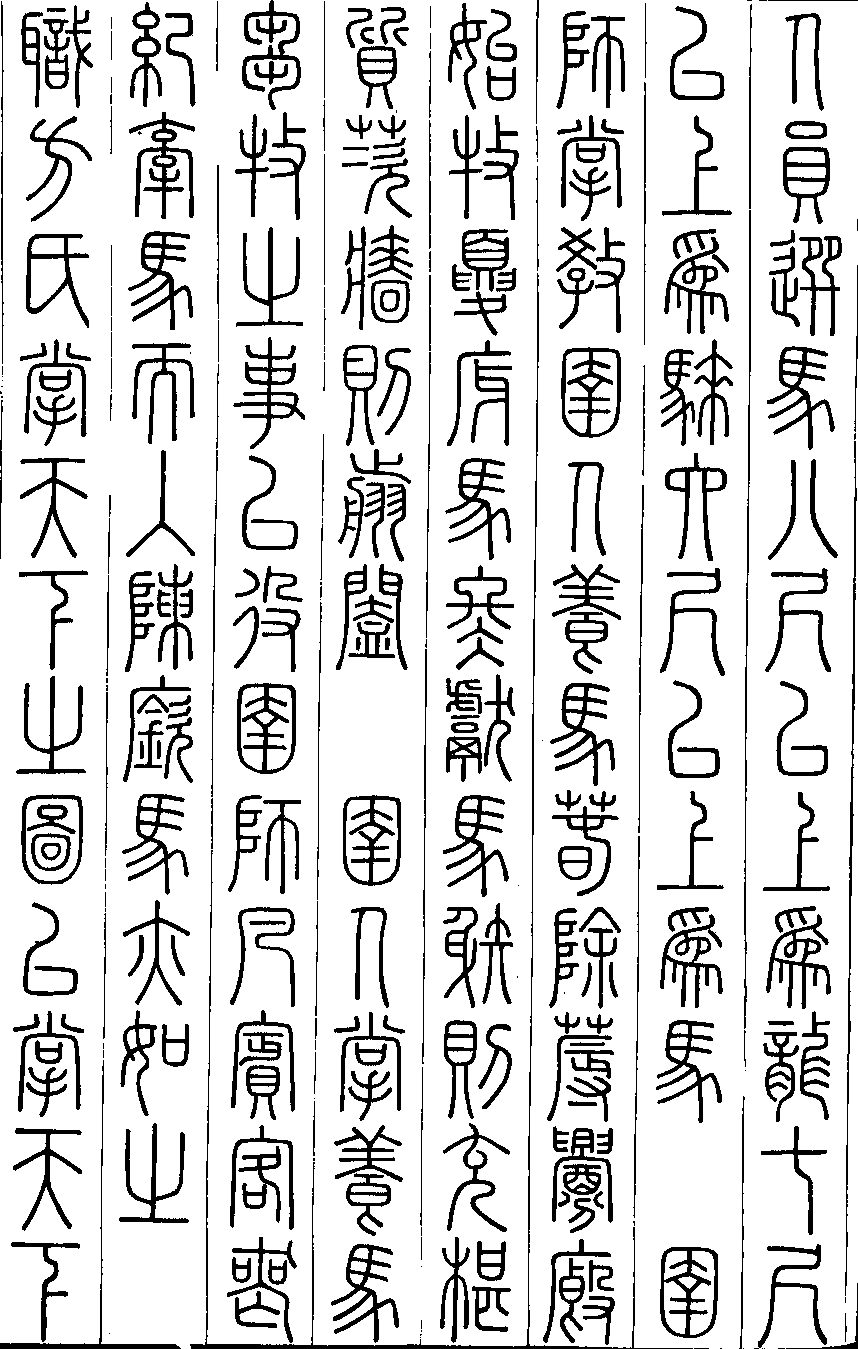 人員選馬八尺以上爲龍七尺
以上爲騋六尺以上爲馬　圉
師掌教圉人養馬春除蓐釁廄
始牧夏庌馬冬獻馬射則充椹
質茨牆則翦闔　圉人掌養馬
芻牧之事以役圉師凡賓客喪
紀牽馬而入陳廞馬亦如之
職方氏掌天下之圖以掌天下